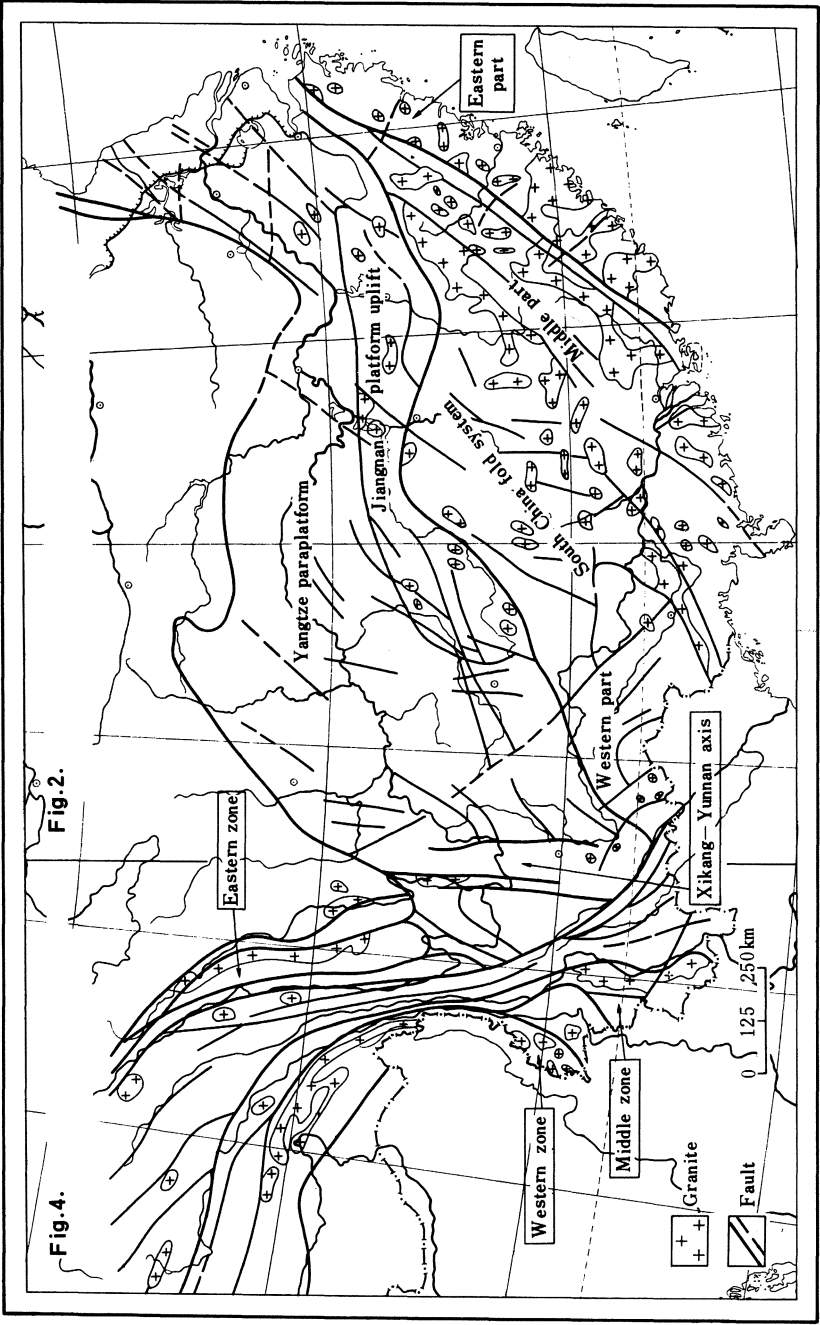 Fig.4.
Fig.2.
Eastern zone
Yangtze paraplatform
Jiangnan platform uplift
South China fold system
Middle part
Eastern part
Western part
Xikang—Yunnan axis
Western zone
Middle zone
0 125 250km
Granite
Fault